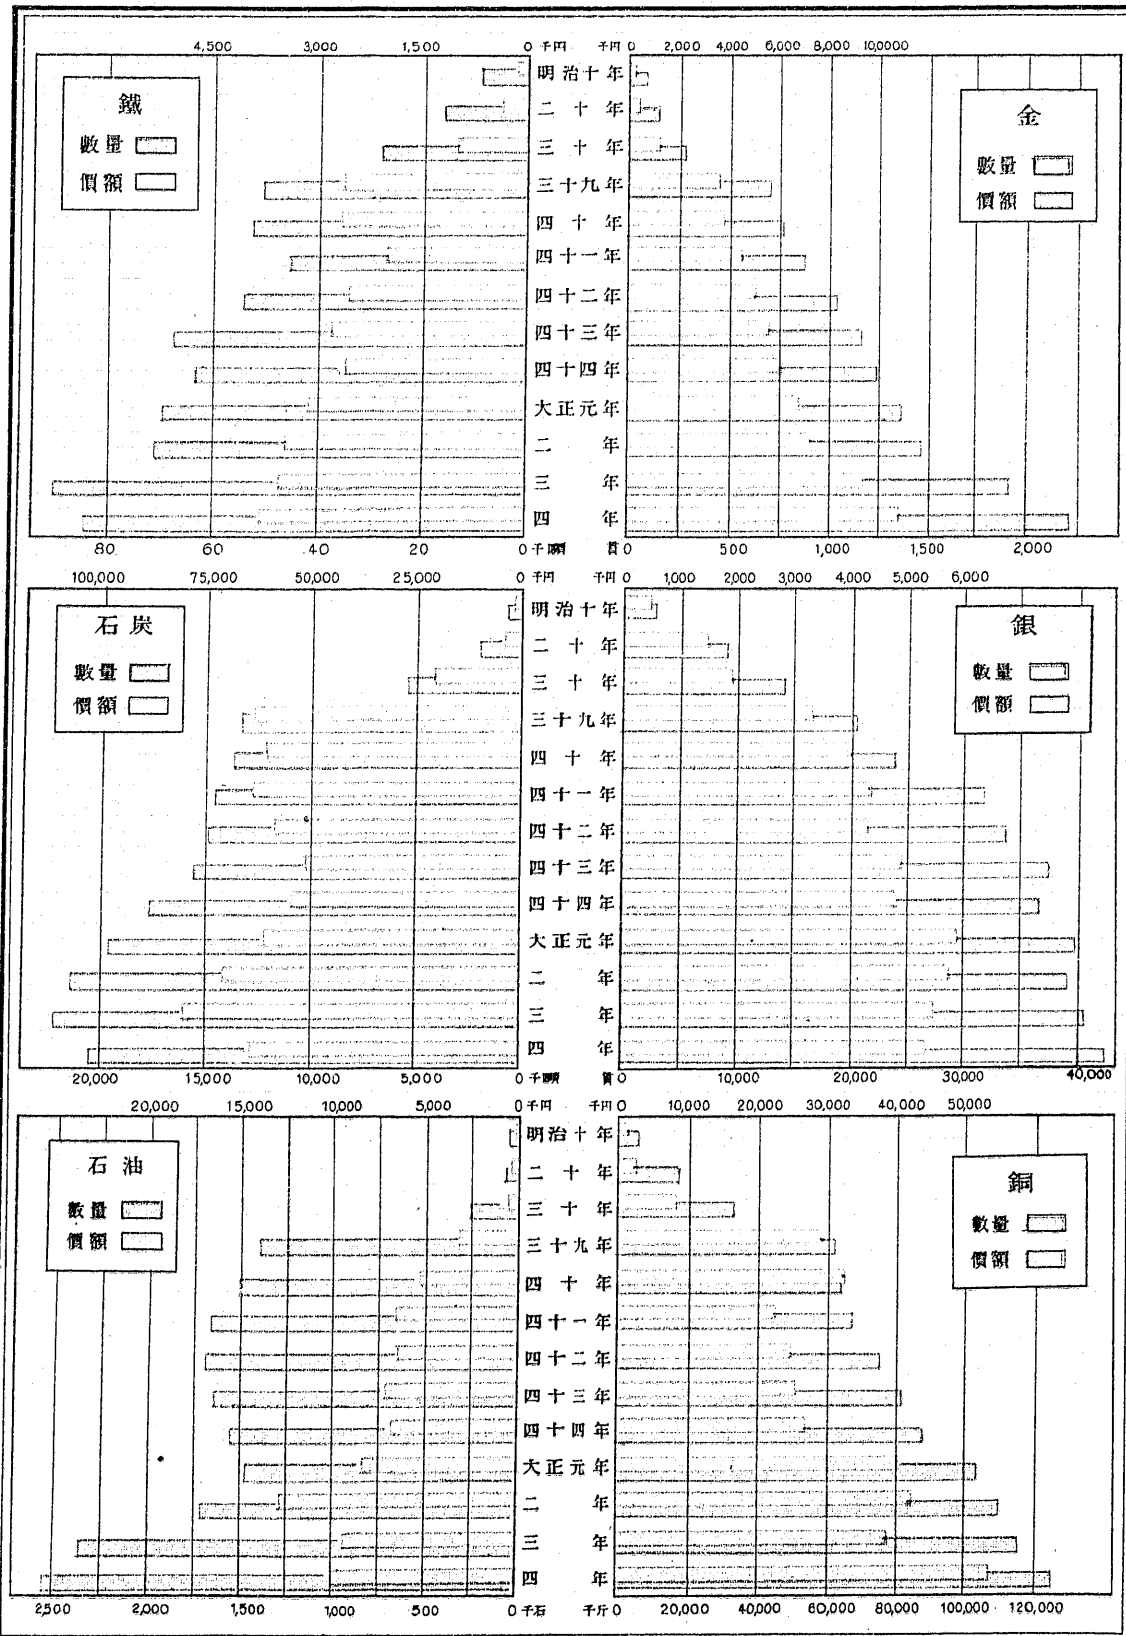 4,500 3,000 1,500 0 千円 千円 0 2,000 4,000 6,000 8,000 10,0000
鐵
數量
價額
金
數量
價額
明治十年
二十年
三十年
三十九年
四十年
四十一年
四十二年
四十三年
四十四年
大正元年
二年
三年
四年
80 60 40 20 0 千噸 貫 0 500 1,000 1,500 2,000
100,000 75,000 50,000 25,000 0 千円 千円 0 1,000 2,000 3,000 4,000 5,000 6,000
石炭
數量
價額
銀
數量
價額
明治十年
二十年
三十年
三十九年
四十年
四十一年
四十二年
四十三年
四十四年
大正元年
二年
三年
四年
20,000 15,000 10,000 5,000 0 千噸 貫 0 10,000 20,000 30,000 40,000
20,000 15,000 10,000 5,000 0 千円 千円 0 10,000 20,000 30,000 40,000 50,000
石油
數量
價額
銅
數量
價額
明治十年
二十年
三十年
三十九年
四十年
四十一年
四十二年
四十三年
四十四年
大正元年
二年
三年
四年
2,500 2,000 1,500 1,000 500 0 千石 千斤 0 20,000 40,000 60,000 80,000 100,000 120,000